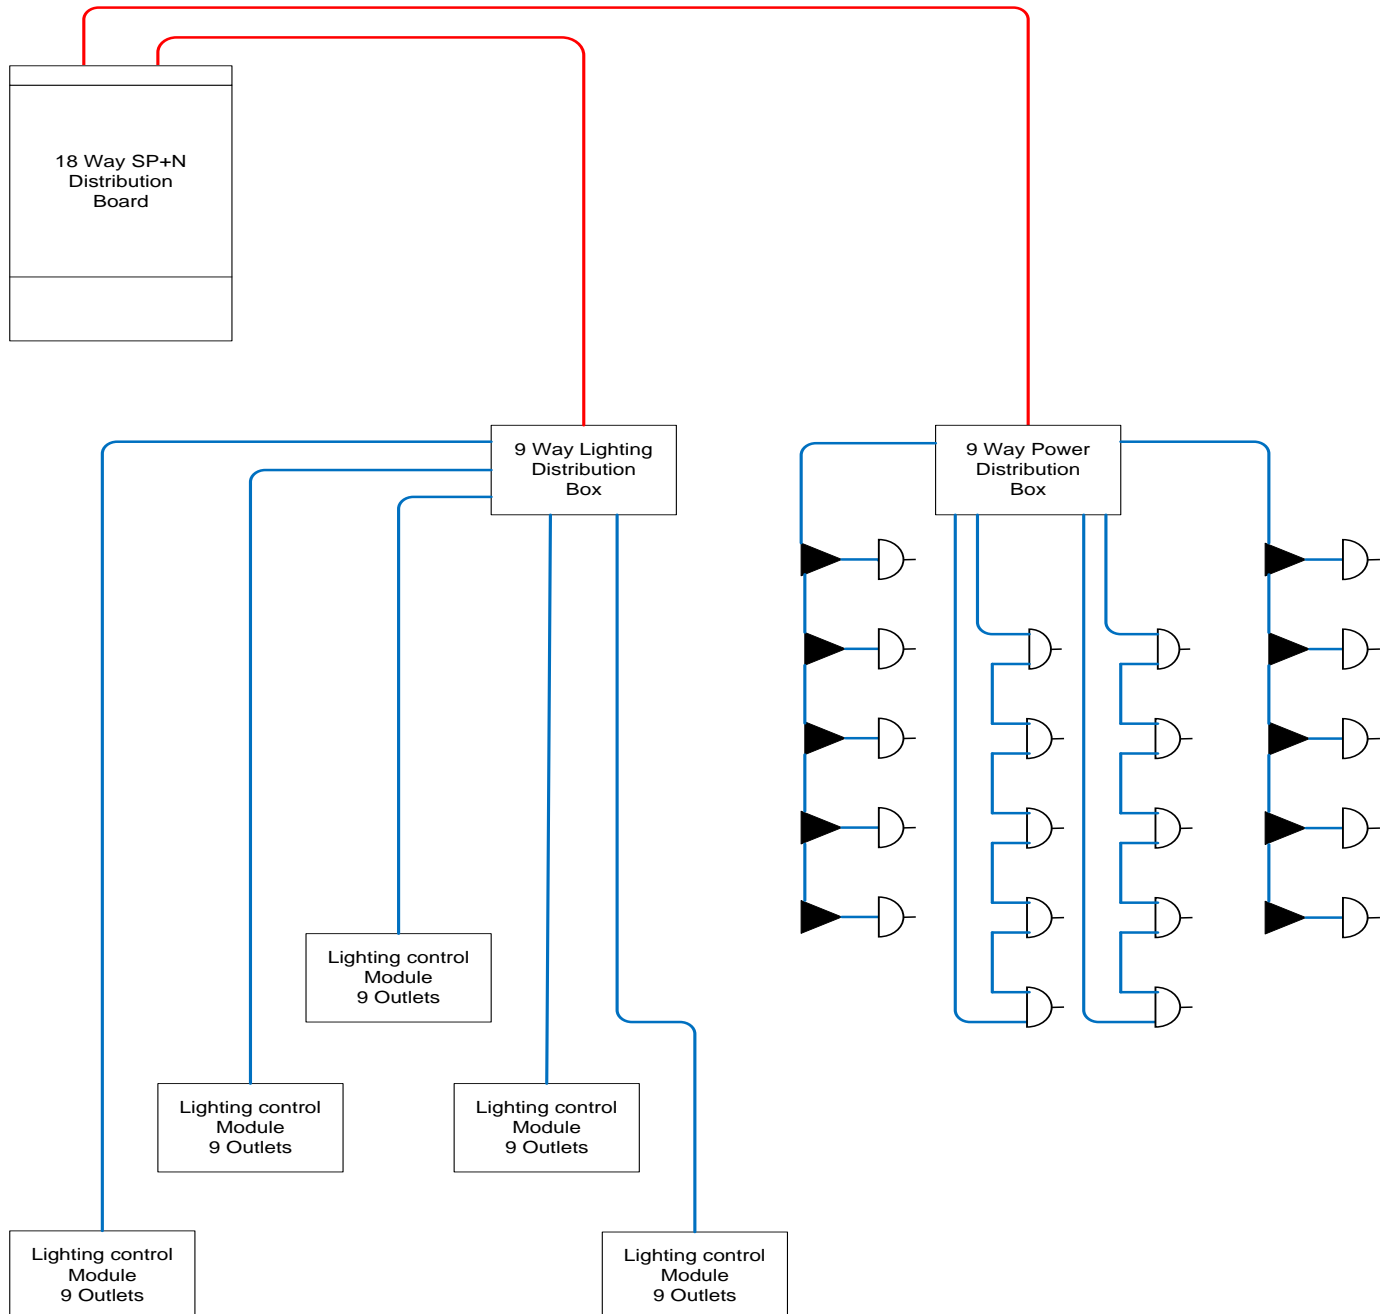 18 Way SP+N
Distribution
Board
9 Way Lighting
Distribution
Box
9 Way Power
Distribution
Box
Lighting control
Module
9 Outlets
Lighting control
Module
9 Outlets
Lighting control
Module
9 Outlets
Lighting control
Module
9 Outlets
Lighting control
Module
9 Outlets